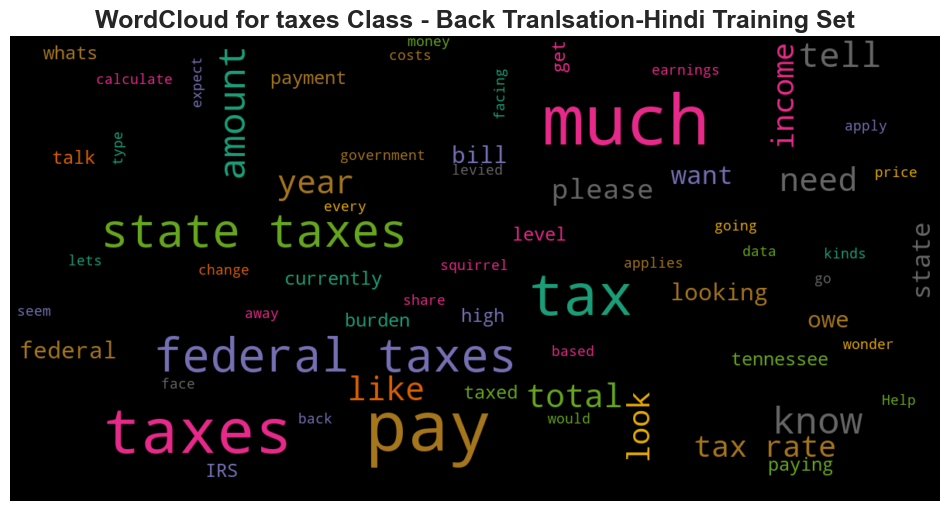 WordCloud for taxes Class - Back Tranlsation-Hindi Training Set
whats
calculate
expect
amount
payment
money
costs
facing
get
earnings
income
tell
much
apply
talk
type
government
bill
levied
year
every
please
want
need
price
state taxes
level
going
state
lets
change
currently
squirrel
applies
data
kinds
go
looking
tax
seem
away
share
burden
high
owe
wonder
federal
federal taxes
based
tennessee
face
like
taxed
total
look
Help
taxes
back
pay
would
know
tax rate
IRS
paying